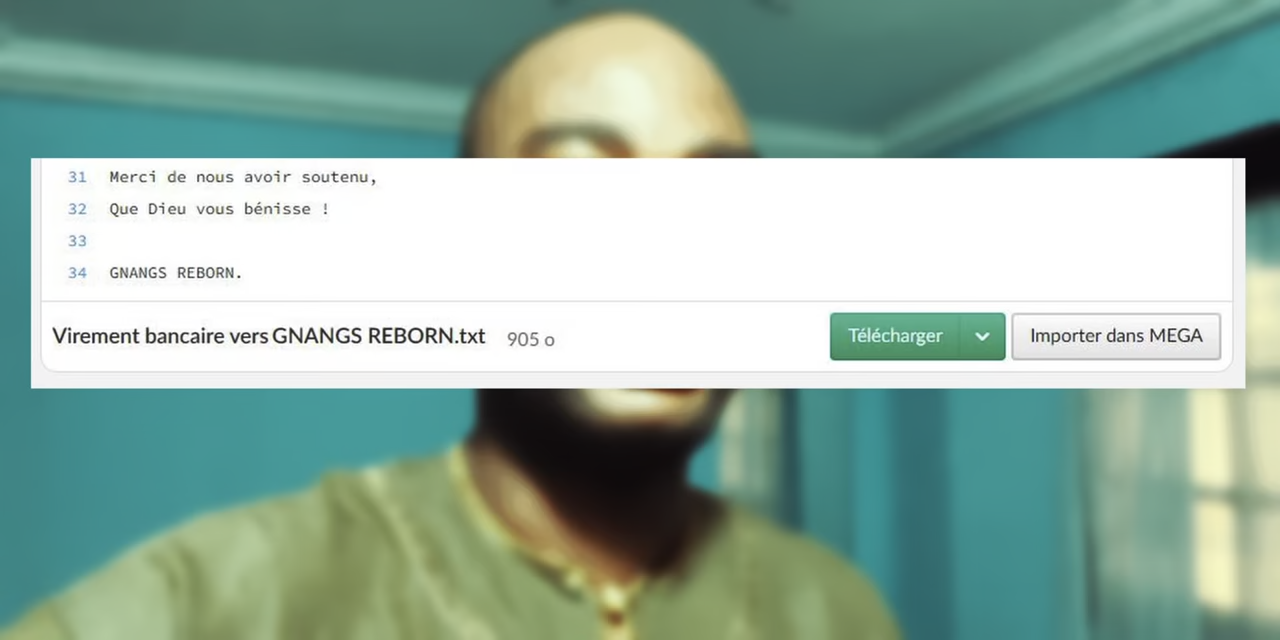 31 Merci de nous avoir soutenu,
32 Que Dieu vous bénisse !
33
34 GNANGS REBORN.
Virement bancaire vers GNANGS REBORN.txt 905 o Télécharger Importer dans MEGA